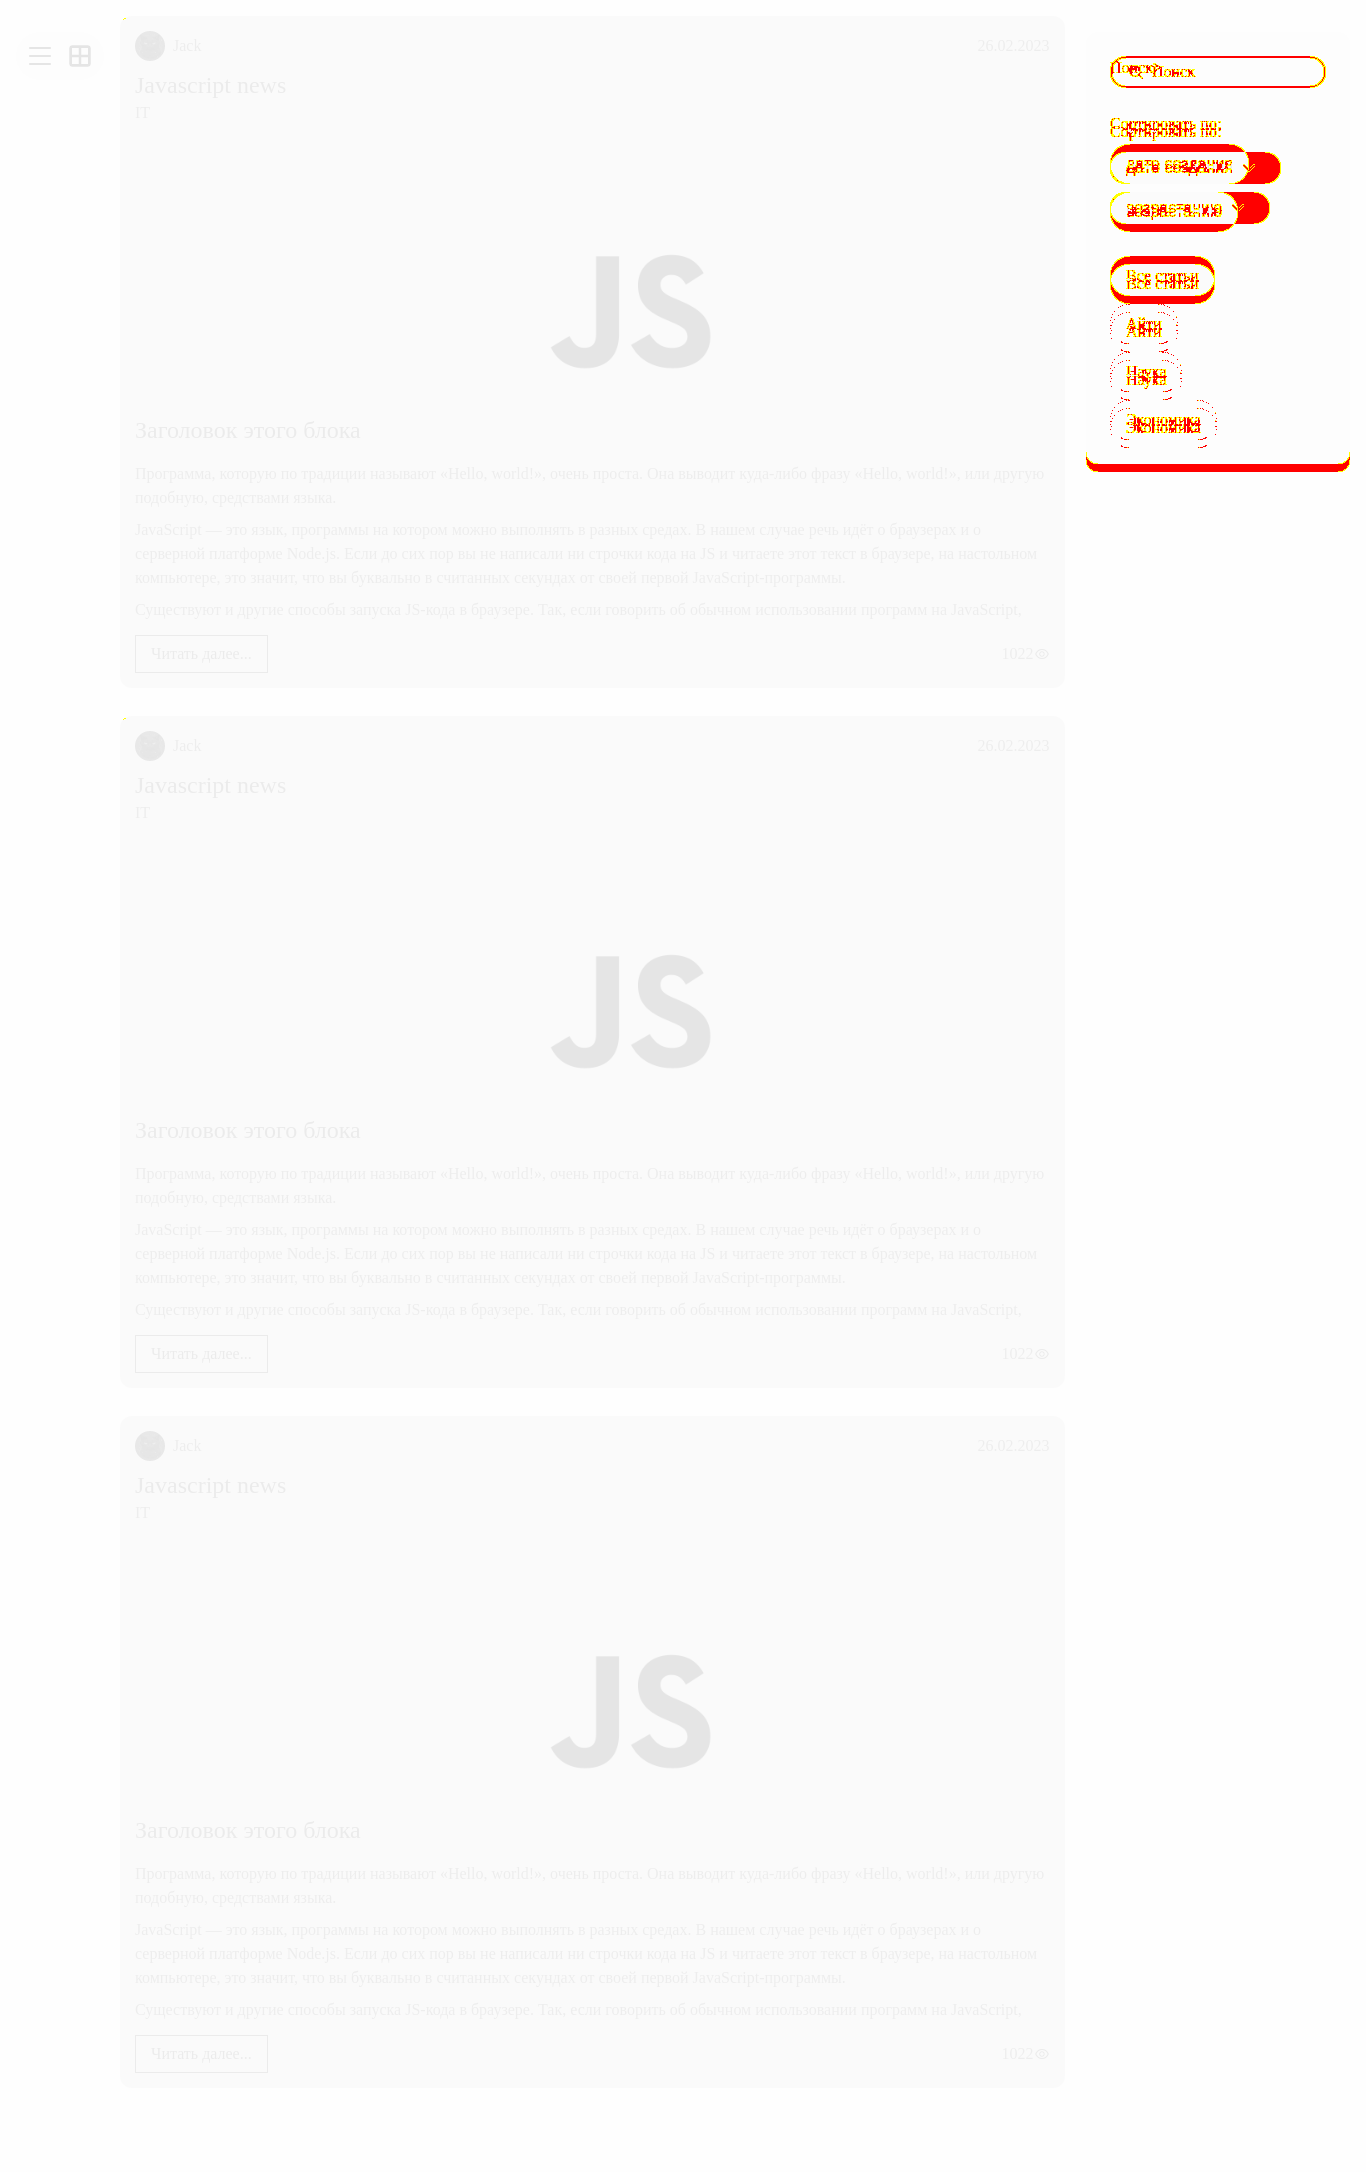 Jack 26.02.2023
Javascript news
IT
JS
Заголовок этого блока
Программа, которую по традиции называют «Hello, world!», очень проста. Она выводит куда-либо фразу «Hello, world!», или другую
подобную, средствами языка.
JavaScript — это язык, программы на котором можно выполнять в разных средах. В нашем случае речь идёт о браузерах и о
серверной платформе Node.js. Если до сих пор вы не написали ни строчки кода на JS и читаете этот текст в браузере, на настольном
компьютере, это значит, что вы буквально в считанных секундах от своей первой JavaScript-программы.
Существуют и другие способы запуска JS-кода в браузере. Так, если говорить об обычном использовании программ на JavaScript,
Читать далее... 1022
Jack 26.02.2023
Javascript news
IT
JS
Заголовок этого блока
Программа, которую по традиции называют «Hello, world!», очень проста. Она выводит куда-либо фразу «Hello, world!», или другую
подобную, средствами языка.
JavaScript — это язык, программы на котором можно выполнять в разных средах. В нашем случае речь идёт о браузерах и о
серверной платформе Node.js. Если до сих пор вы не написали ни строчки кода на JS и читаете этот текст в браузере, на настольном
компьютере, это значит, что вы буквально в считанных секундах от своей первой JavaScript-программы.
Существуют и другие способы запуска JS-кода в браузере. Так, если говорить об обычном использовании программ на JavaScript,
Читать далее... 1022
Jack 26.02.2023
Javascript news
IT
JS
Заголовок этого блока
Программа, которую по традиции называют «Hello, world!», очень проста. Она выводит куда-либо фразу «Hello, world!», или другую
подобную, средствами языка.
JavaScript — это язык, программы на котором можно выполнять в разных средах. В нашем случае речь идёт о браузерах и о
серверной платформе Node.js. Если до сих пор вы не написали ни строчки кода на JS и читаете этот текст в браузере, на настольном
компьютере, это значит, что вы буквально в считанных секундах от своей первой JavaScript-программы.
Существуют и другие способы запуска JS-кода в браузере. Так, если говорить об обычном использовании программ на JavaScript,
Читать далее... 1022
Поиск
Сортировать по:
дате создания
возрастанию
Все статьи